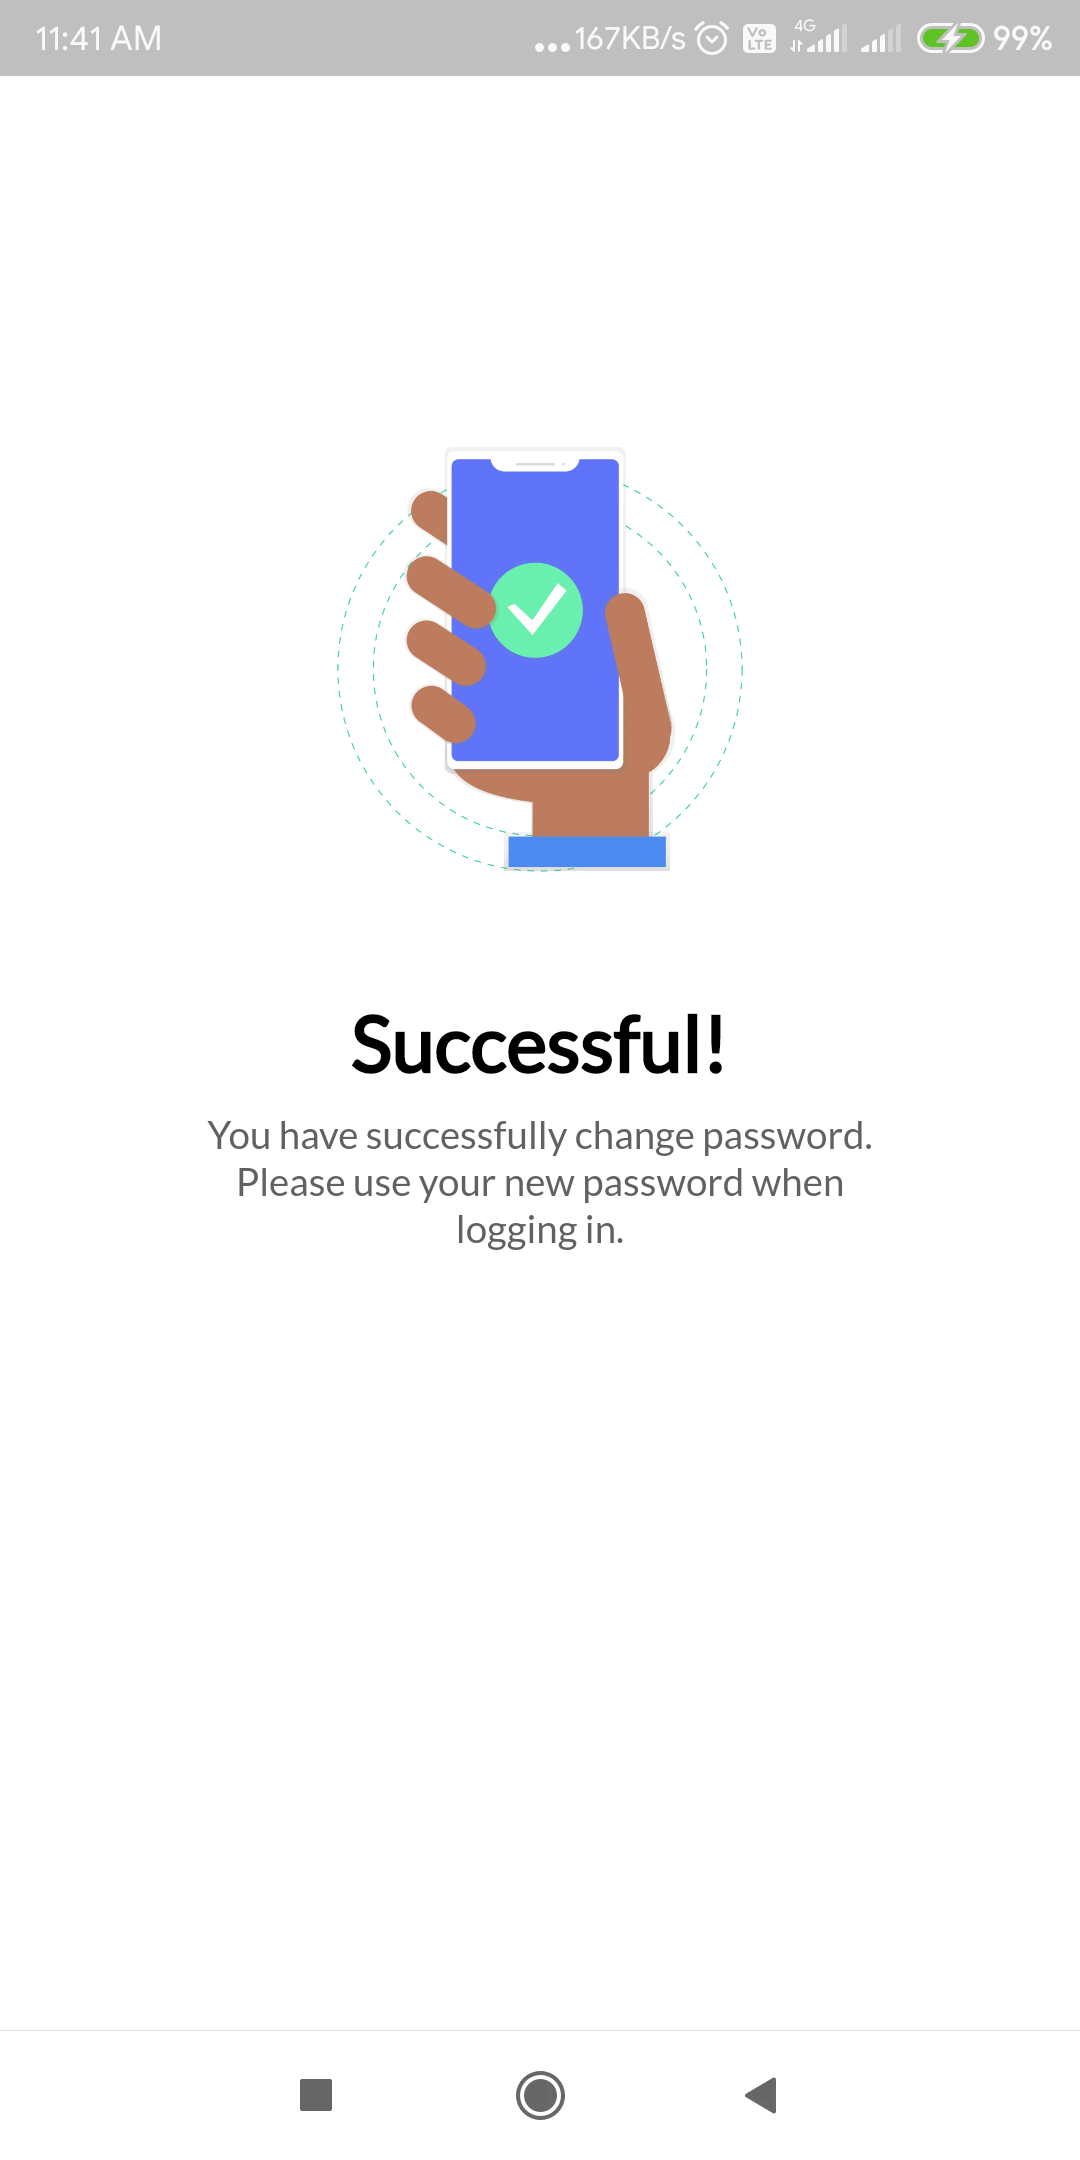 11:41 AM ...167KB/s Vo LTE 4G 99%
Successful!
You have successfully change password.
Please use your new password when
logging in.